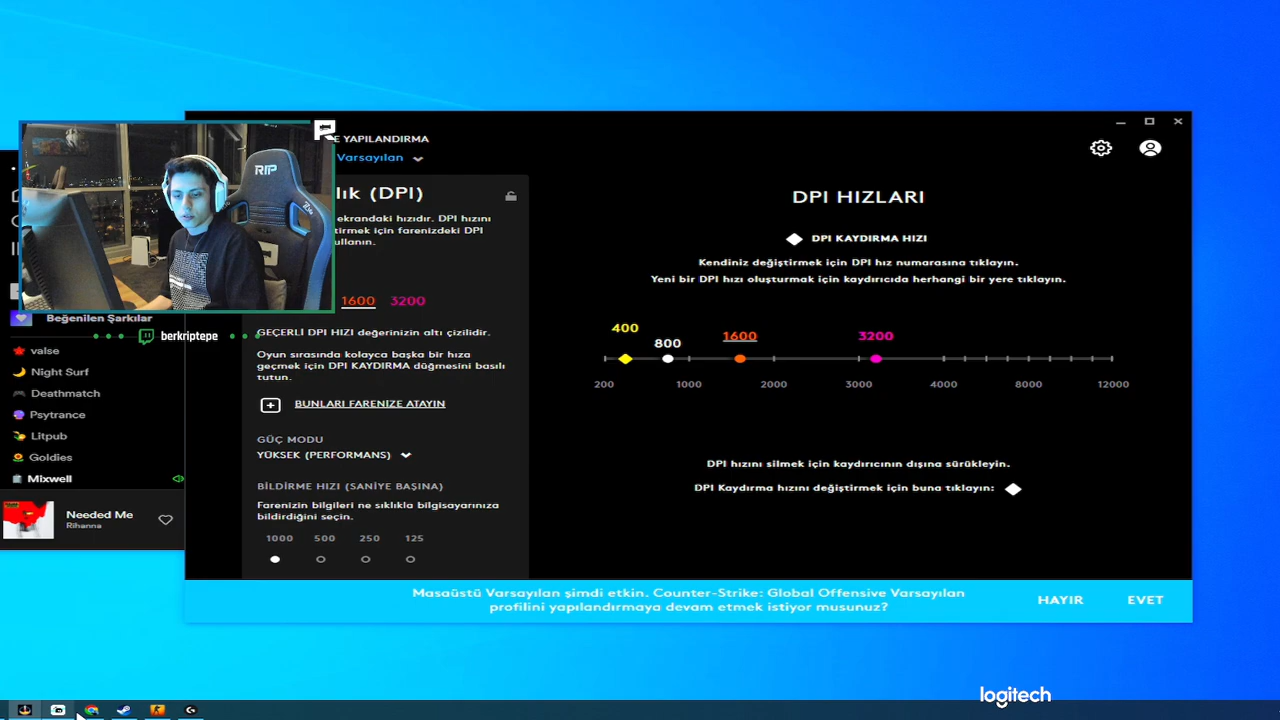 E YAPILANDIRMA
Varsayılan
lık (DPI)
ekrandaki hızıdır. DPI hızını
tirmek için farenizdeki DPI
ullanın.
1600 3200
GEÇERLİ DPI HIZI değerinizin altı çizilidir.
Oyun sırasında kolayca başka bir hıza
geçmek için DPI KAYDIRMA düğmesini basılı
tutun.
BUNLARI FARENİZE ATAYIN
GÜÇ MODU
YÜKSEK (PERFORMANS)
BİLDİRME HIZI (SANİYE BAŞINA)
Farenizin bilgileri ne sıklıkla bilgisayarınıza
bildirdiğini seçin.
1000 500 250 125
DPI HIZLARI
DPI KAYDIRMA HIZI
Kendiniz değiştirmek için DPI hız numarasına tıklayın.
Yeni bir DPI hızı oluşturmak için kaydırıcıda herhangi bir yere tıklayın.
400 800 1600 3200
200 1000 2000 3000 4000 8000 12000
DPI hızını silmek için kaydırıcının dışına sürükleyin.
DPI Kaydırma hızını değiştirmek için buna tıklayın:
Masaüstü Varsayılan şimdi etkin. Counter-Strike: Global Offensive Varsayılan
profilini yapılandırmaya devam etmek istiyor musunuz?
HAYIR EVET
RIP
Beğenilen Şarkılar
berkriptepe
valse
Night Surf
Deathmatch
Psytrance
Litpub
Goldies
Mixwell
Needed Me
Rihanna
logitech